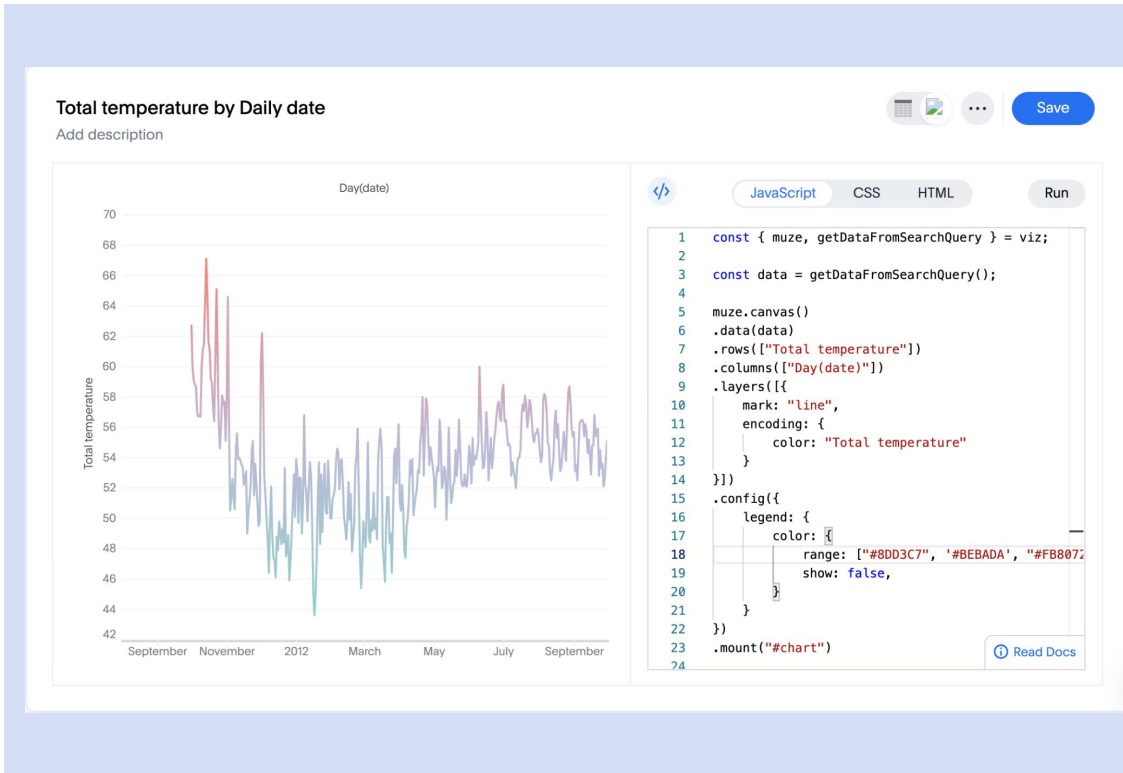 Total temperature by Daily date
Add description
Save
Day(date)
70
68
66
64
62
60
58
56
54
52
50
48
46
44
42
Total temperature
September November 2012 March May July September
</>
JavaScript CSS HTML
Run
1 const { muze, getDataFromSearchQuery } = viz;
2
3 const data = getDataFromSearchQuery();
4
5 muze.canvas()
6 .data(data)
7 .rows(["Total temperature"])
8 .columns(["Day(date)"])
9 .layers([{
10 mark: "line",
11 encoding: {
12 color: "Total temperature"
13 }
14 }])
15 .config({
16 legend: {
17 color: {
18 range: ["#8DD3C7", '#BEBADA', "#FB8072
19 show: false,
20 }
21 }
22 })
23 .mount("#chart")
24
Read Docs